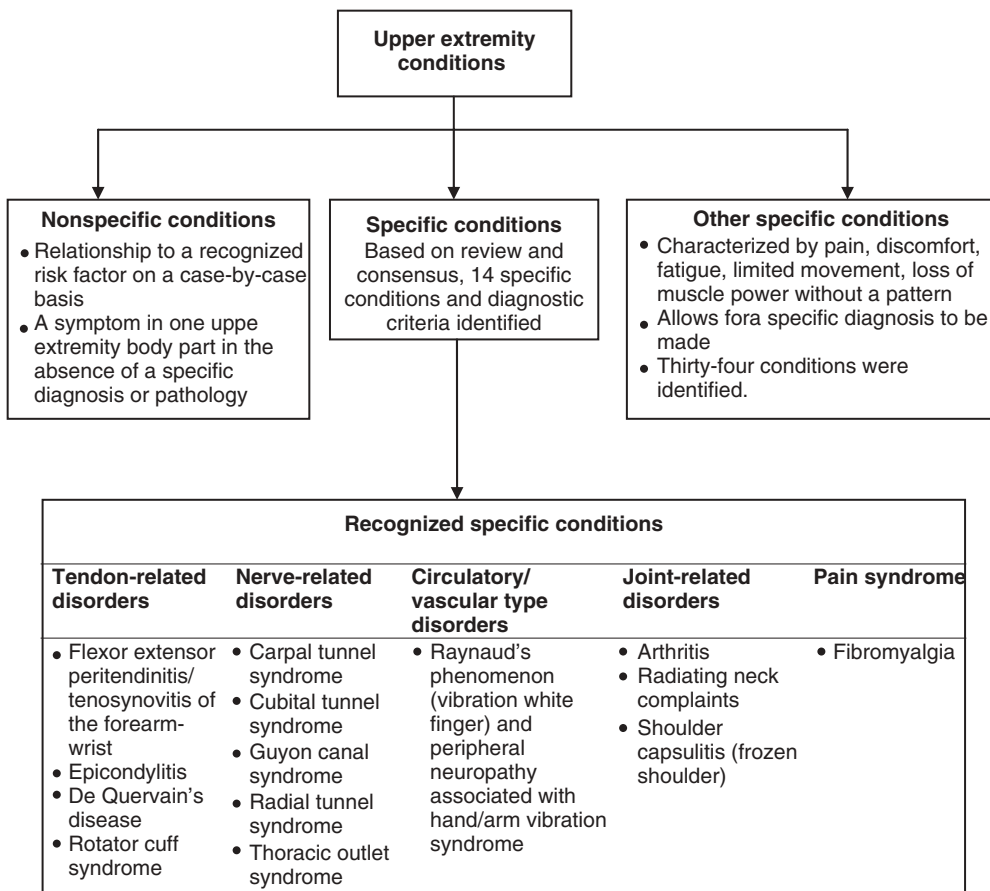 Upper extremity
conditions
Nonspecific conditions
• Relationship to a recognized
risk factor on a case-by-case
basis
• A symptom in one uppe
extremity body part in the
absence of a specific
diagnosis or pathology
Specific conditions
Based on review and
consensus, 14 specific
conditions and diagnostic
criteria identified
Other specific conditions
• Characterized by pain, discomfort,
fatigue, limited movement, loss of
muscle power without a pattern
• Allows fora specific diagnosis to be
made
• Thirty-four conditions were
identified.
Recognized specific conditions
Tendon-related
disorders
• Flexor extensor
peritendinitis/
tenosynovitis of
the forearm-
wrist
• Epicondylitis
• De Quervain's
disease
• Rotator cuff
syndrome
Nerve-related
disorders
• Carpal tunnel
syndrome
• Cubital tunnel
syndrome
• Guyon canal
syndrome
• Radial tunnel
syndrome
• Thoracic outlet
syndrome
Circulatory/
vascular type
disorders
• Raynaud's
phenomenon
(vibration white
finger) and
peripheral
neuropathy
associated with
hand/arm vibration
syndrome
Joint-related
disorders
• Arthritis
• Radiating neck
complaints
• Shoulder
capsulitis (frozen
shoulder)
Pain syndrome
• Fibromyalgia